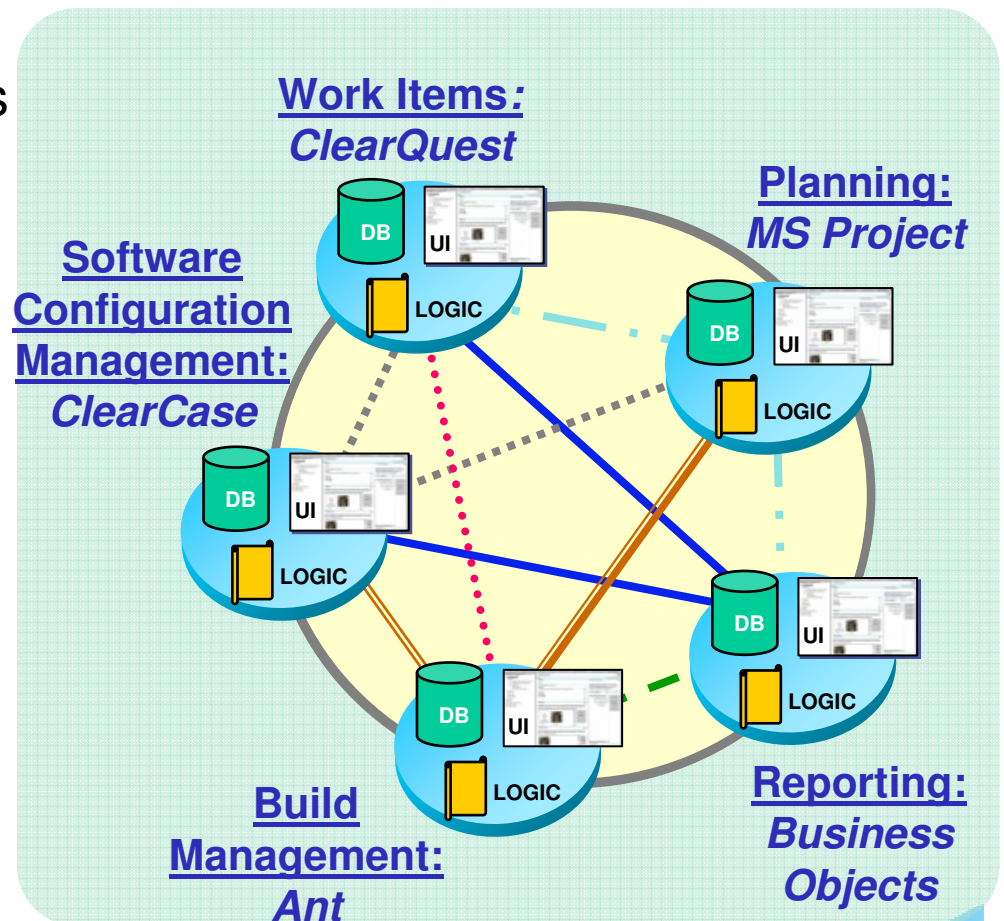 s
Work Items:
ClearQuest
Planning:
MS Project
Software
Configuration
Management:
ClearCase
DB
UI
LOGIC
DB
UI
LOGIC
DB
UI
LOGIC
DB
UI
LOGIC
DB
UI
LOGIC
Build
Management:
Ant
Reporting:
Business
Objects